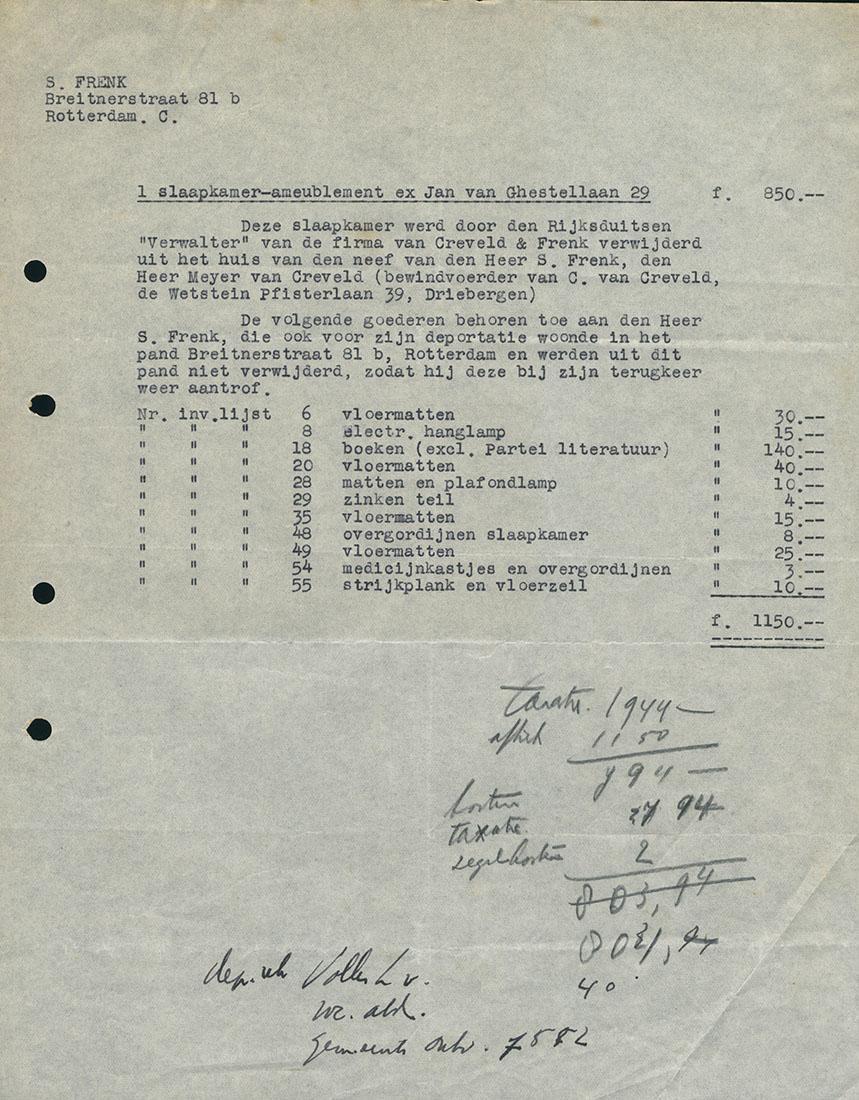 S. FRENK
Breitnerstraat 81 b
Rotterdam. C.
1 slaapkamer-ameublement ex Jan van Ghestellaan 29 f. 850.--
Deze slaapkamer werd door den Rijksduitsen
"Verwalter" van de firma van Creveld & Frenk verwijderd
uit het huis van den neef van den Heer S. Frenk, den
Heer Meyer van Creveld (bewindvoerder van C. van Creveld,
de Wetstein Pfisterlaan 39, Driebergen)
De volgende goederen behoren toe aan den Heer
S. Frenk, die ook voor zijn deportatie woonde in het
pand Breitnerstraat 81 b, Rotterdam en werden uit dit
pand niet verwijderd, zodat hij deze bij zijn terugkeer
weer aantrof.
Nr. inv.lijst 6 vloermatten " 30.--
" " " 8 electr. hanglamp " 15.--
" " " 18 boeken (excl. Partei literatuur) " 140.--
" " " 20 vloermatten " 40.--
" " " 28 matten en plafondlamp " 10.--
" " " 29 zinken teil " 4.--
" " " 35 vloermatten " 15.--
" " " 48 overgordijnen slaapkamer " 8.--
" " " 49 vloermatten " 25.--
" " " 54 medicijnkastjes en overgordijnen " 3.--
" " " 55 strijkplank en vloerzeil " 10.--
f. 1150.--
taxatie. 1944 —
1150
794 —
kosten
taxatie. 94
zegelkosten 2
803,94
40
gemeente 7582